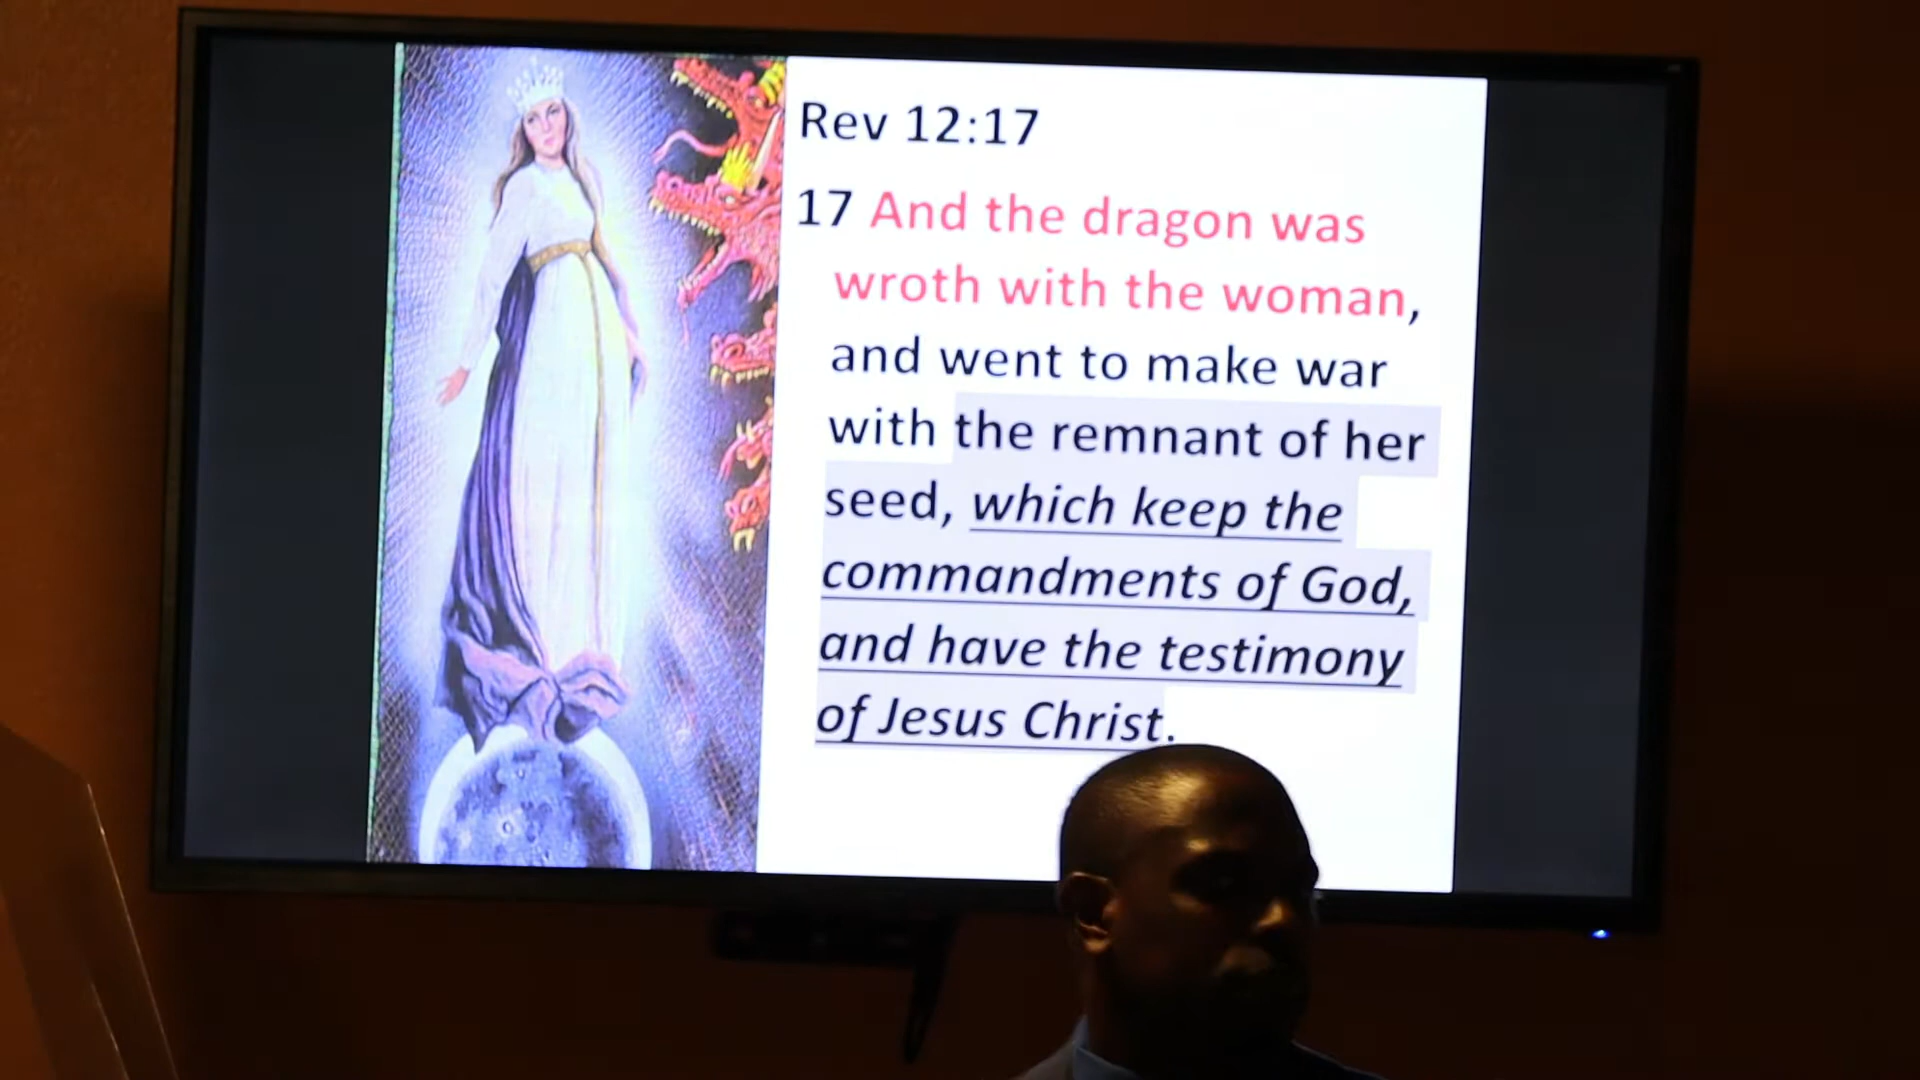 Rev 12:17
17 And the dragon was
wroth with the woman,
and went to make war
with the remnant of her
seed, which keep the
commandments of God,
and have the testimony
of Jesus Christ.